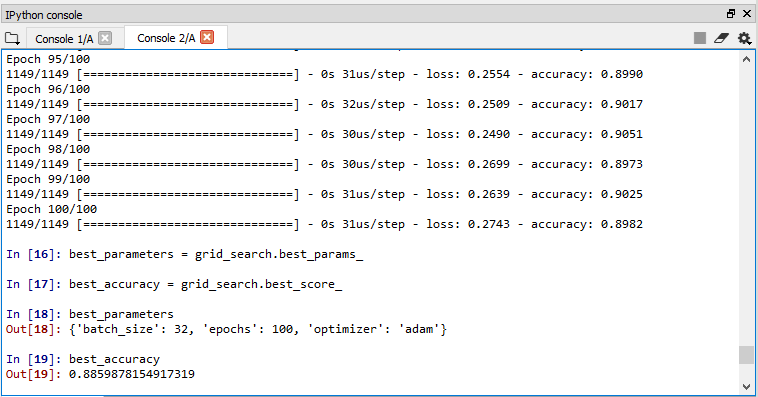 IPython console
Console 1/A
Console 2/A
Epoch 95/100
1149/1149 [==============================] - 0s 31us/step - loss: 0.2554 - accuracy: 0.8990
Epoch 96/100
1149/1149 [==============================] - 0s 32us/step - loss: 0.2509 - accuracy: 0.9017
Epoch 97/100
1149/1149 [==============================] - 0s 30us/step - loss: 0.2490 - accuracy: 0.9051
Epoch 98/100
1149/1149 [==============================] - 0s 30us/step - loss: 0.2699 - accuracy: 0.8973
Epoch 99/100
1149/1149 [==============================] - 0s 31us/step - loss: 0.2639 - accuracy: 0.9025
Epoch 100/100
1149/1149 [==============================] - 0s 31us/step - loss: 0.2743 - accuracy: 0.8982
In [16]: best_parameters = grid_search.best_params_
In [17]: best_accuracy = grid_search.best_score_
In [18]: best_parameters
Out[18]: {'batch_size': 32, 'epochs': 100, 'optimizer': 'adam'}
In [19]: best_accuracy
Out[19]: 0.8859878154917319